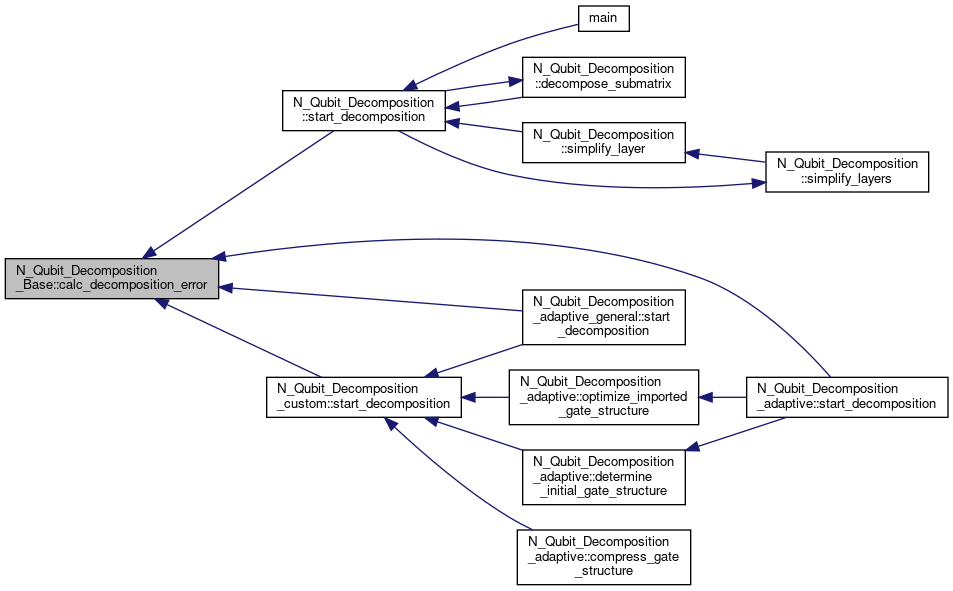 main
N_Qubit_Decomposition
::decompose_submatrix
N_Qubit_Decomposition
::start_decomposition
N_Qubit_Decomposition
::simplify_layer
N_Qubit_Decomposition
::simplify_layers
N_Qubit_Decomposition
_Base::calc_decomposition_error
N_Qubit_Decomposition
_adaptive_general::start
_decomposition
N_Qubit_Decomposition
_custom::start_decomposition
N_Qubit_Decomposition
_adaptive::optimize_imported
_gate_structure
N_Qubit_Decomposition
_adaptive::start_decomposition
N_Qubit_Decomposition
_adaptive::determine
_initial_gate_structure
N_Qubit_Decomposition
_adaptive::compress_gate
_structure